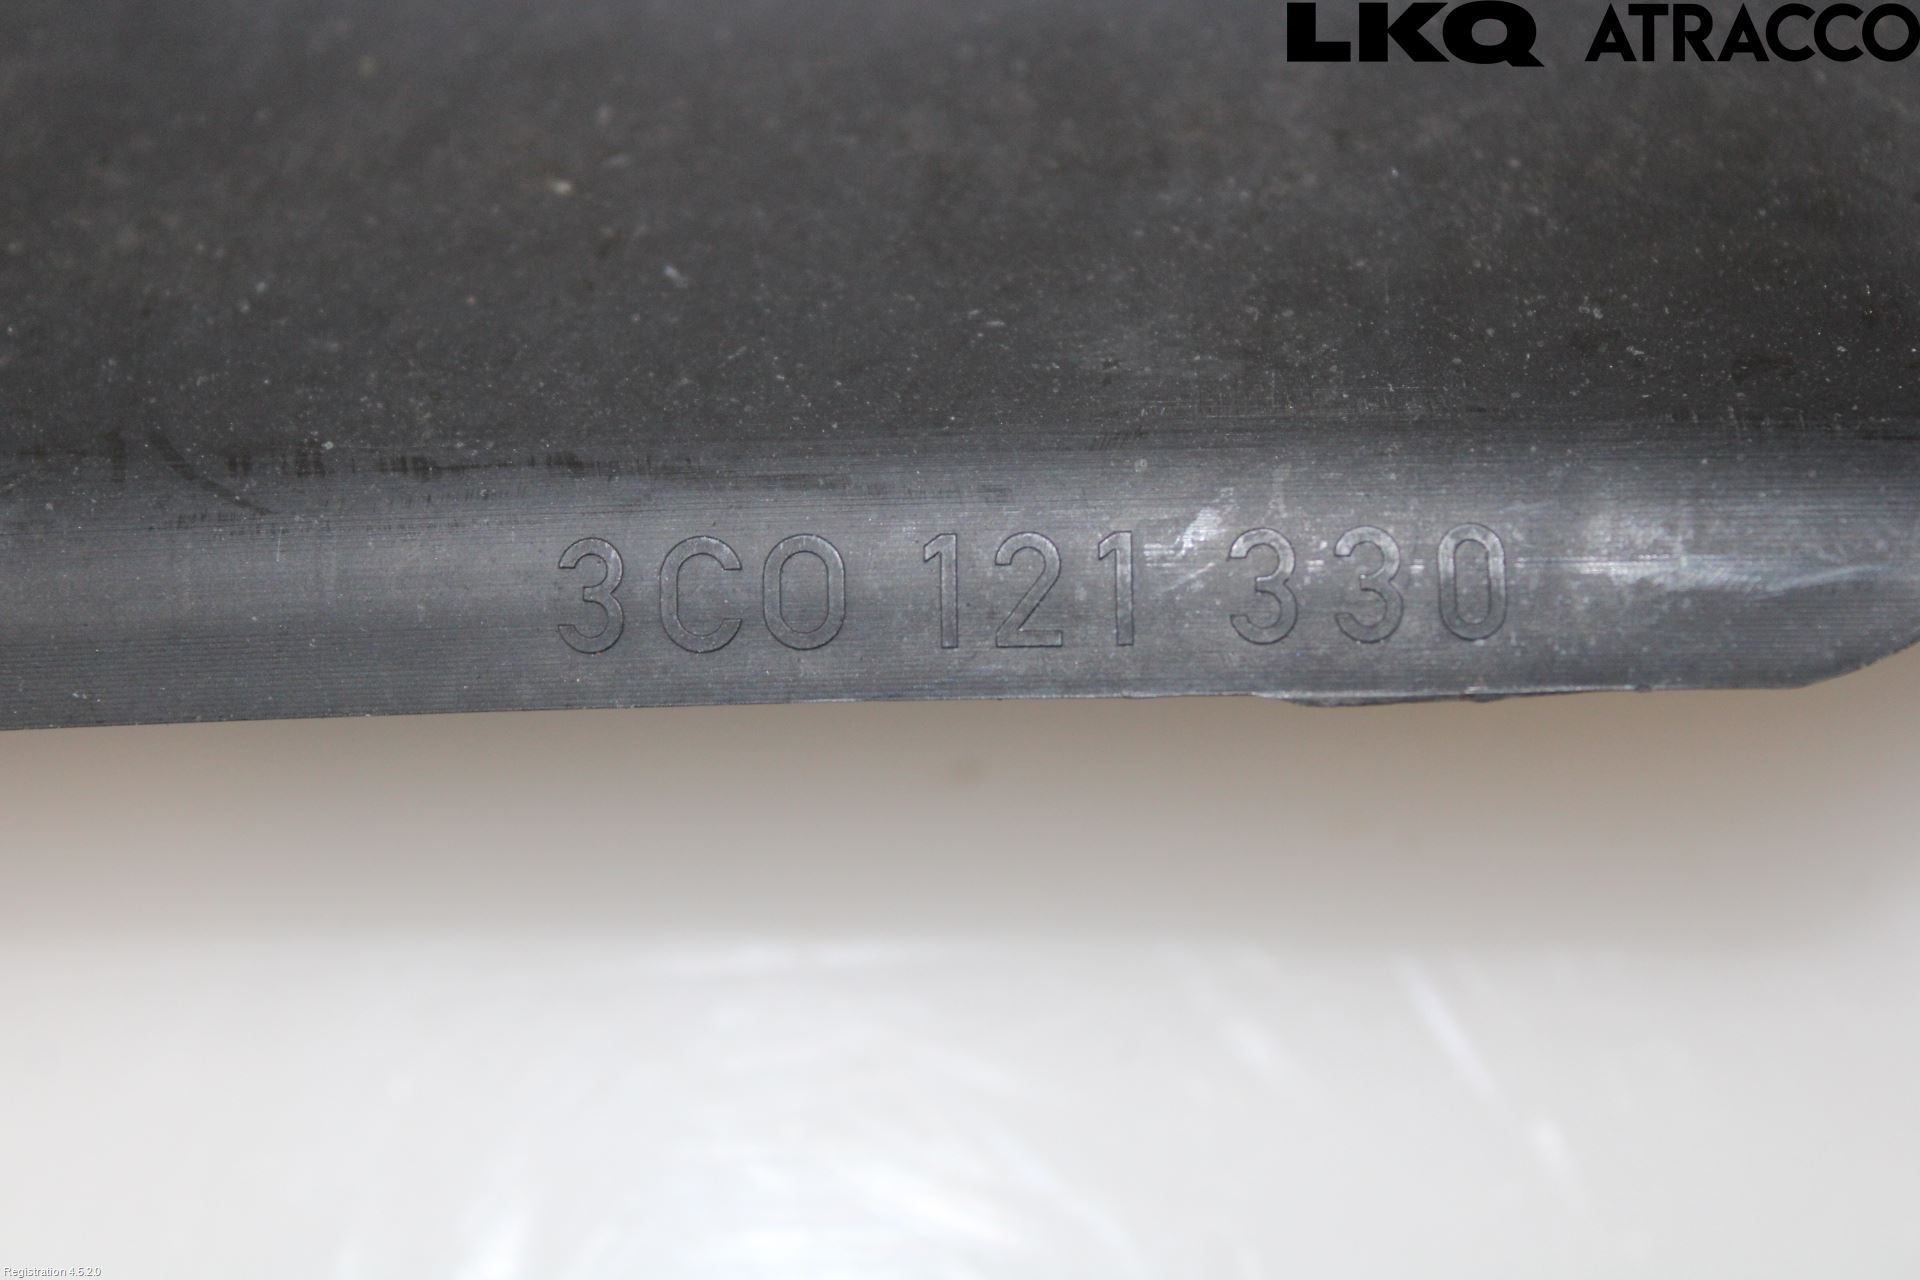 LKQ ATRACCO
3C0 121 330
Registration 4.5.2.0